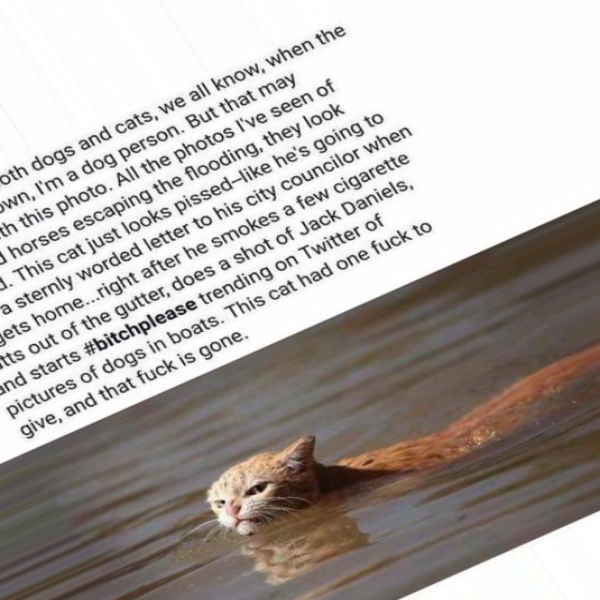 oth dogs and cats, we all know, when the
own, I'm a dog person. But that may
th this photo. All the photos I've seen of
d horses escaping the flooding, they look
d. This cat just looks pissed–like he's going to
a sternly worded letter to his city councilor when
gets home...right after he smokes a few cigarette
tts out of the gutter, does a shot of Jack Daniels,
and starts #bitchplease trending on Twitter of
pictures of dogs in boats. This cat had one fuck to
give, and that fuck is gone.